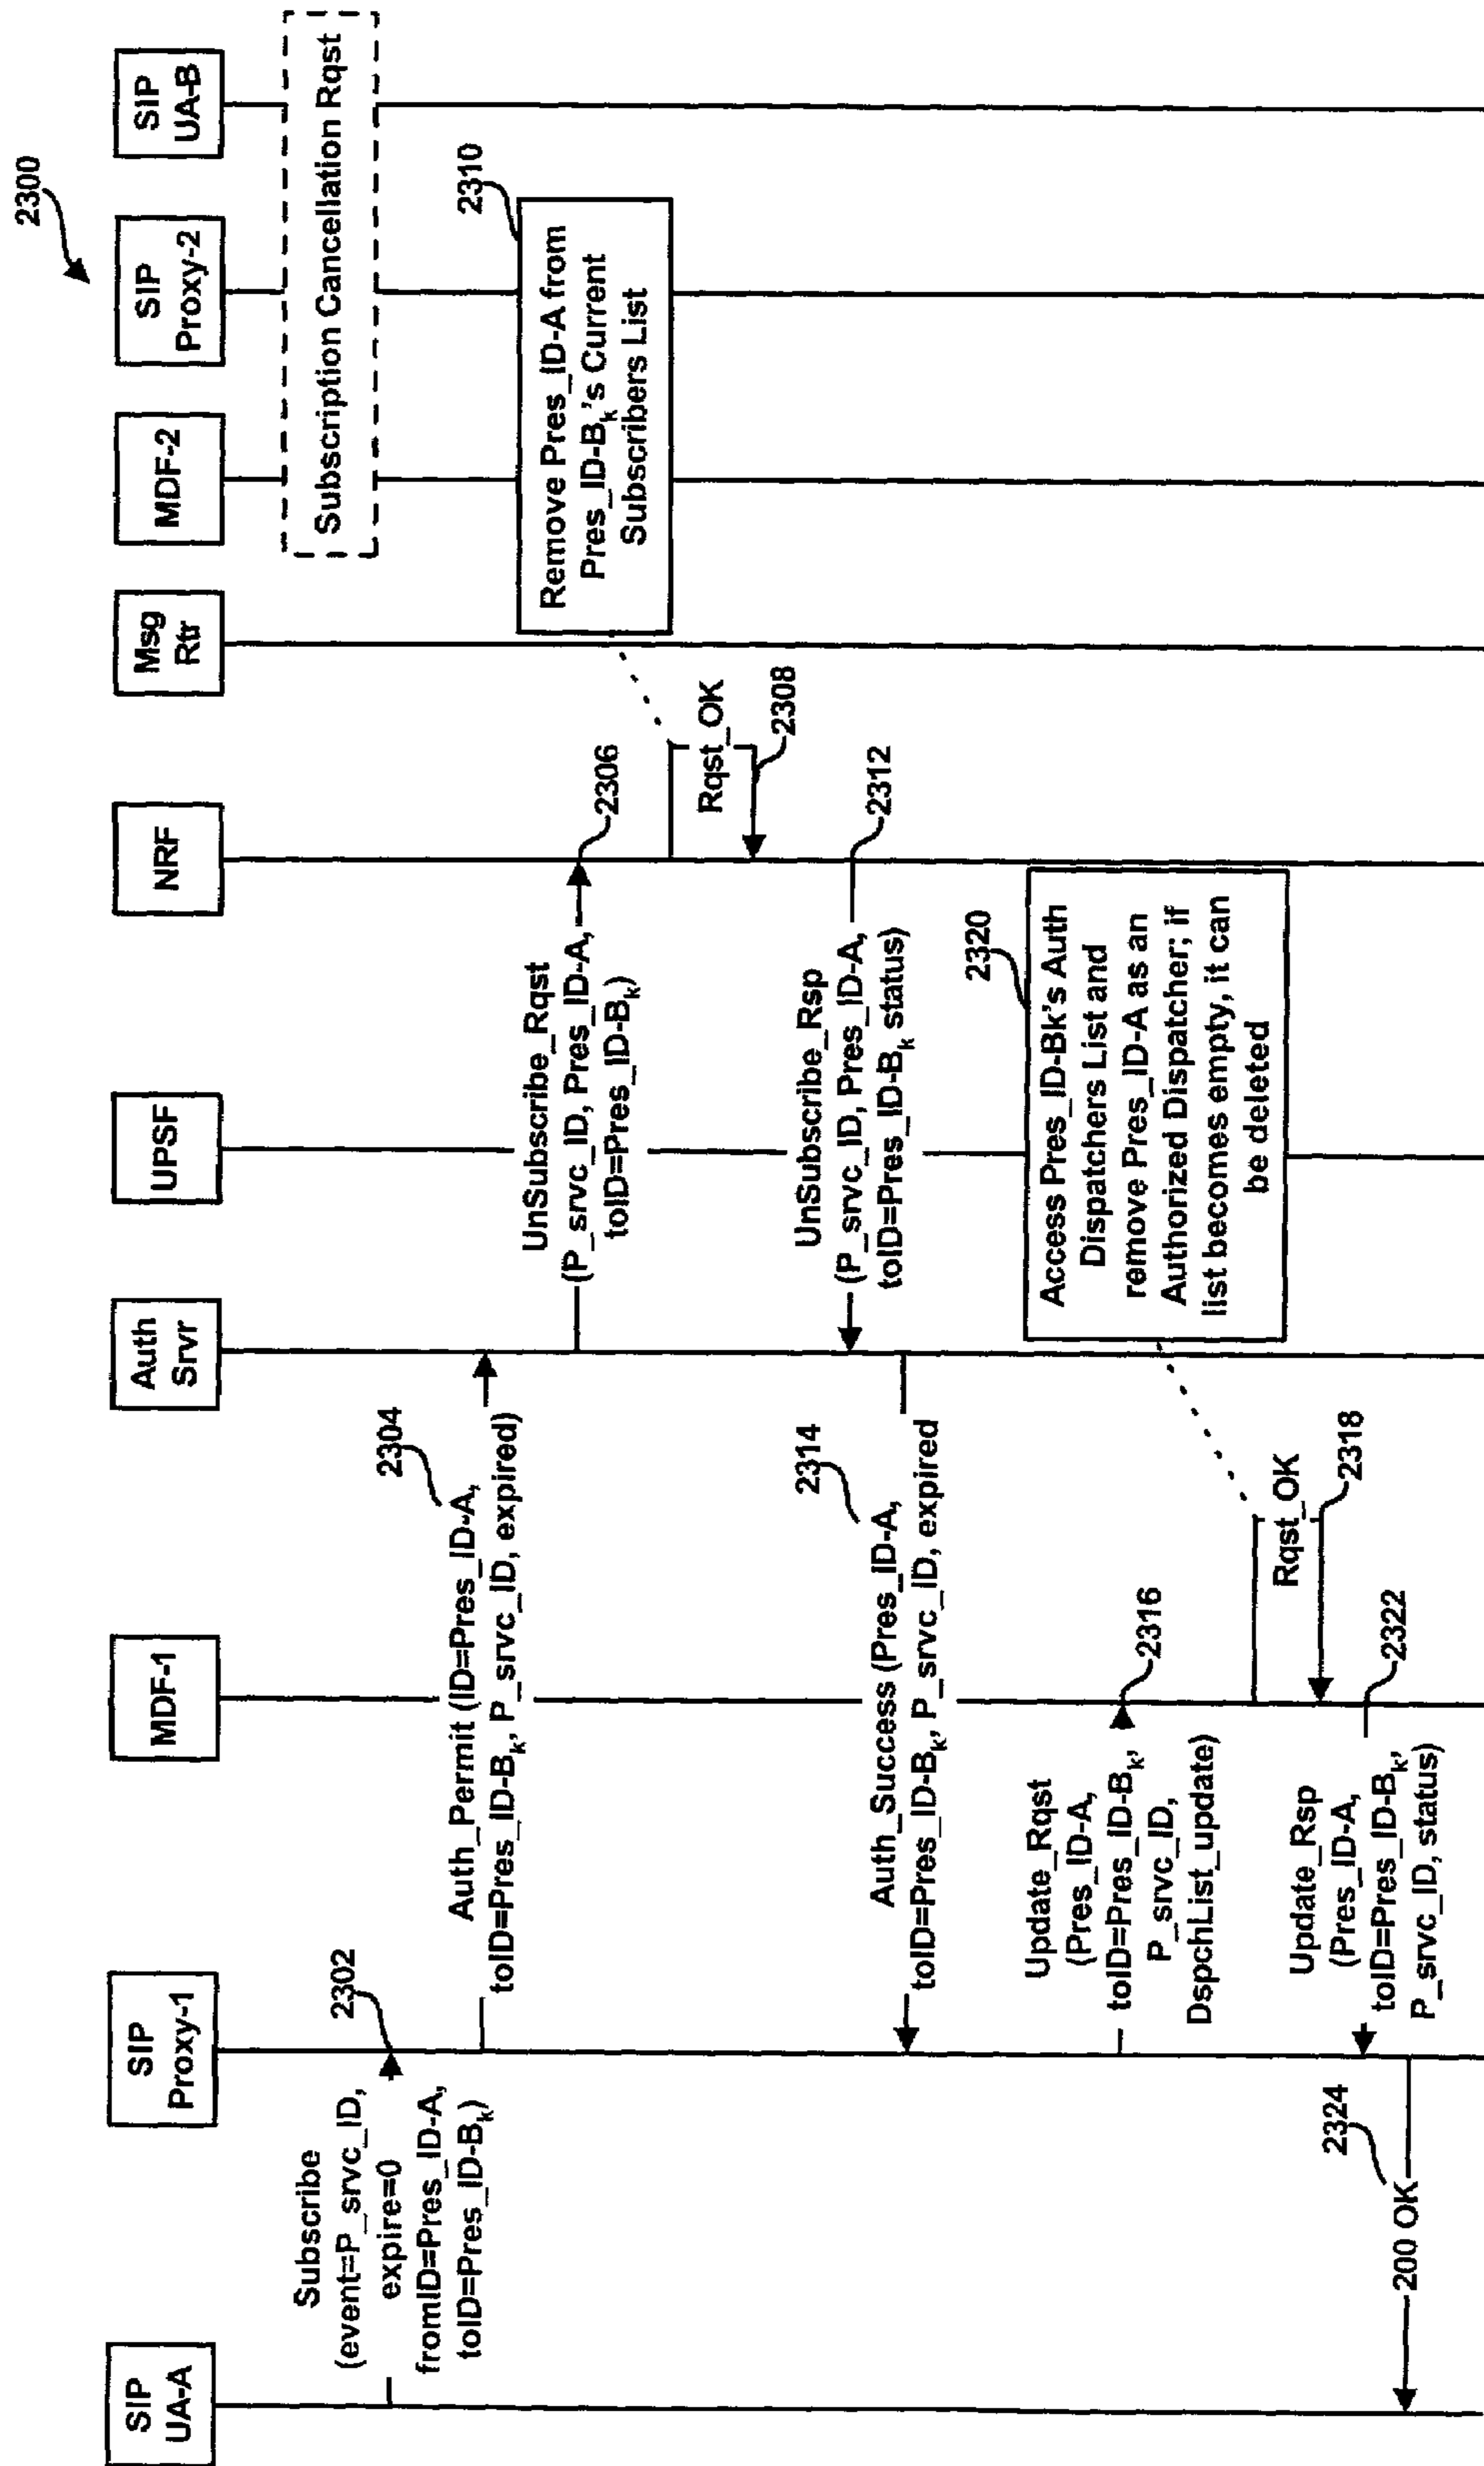 2300
SIP
UA-A
SIP
Proxy-1
MDF-1
Auth
Srvr
UPSF
NRF
Msg
Rtr
MDF-2
SIP
Proxy-2
SIP
UA-B
Subscription Cancellation Rqst
Subscribe
(event=P_srvc_ID,
expire=0
fromID=Pres_ID-A,
toID=Pres_ID-Bk)
2302
2304
Auth_Permit (ID=Pres_ID-A,
toID=Pres_ID-Bk, P_srvc_ID, expired)
UnSubscribe_Rqst
(P_srvc_ID, Pres_ID-A,
toID=Pres_ID-Bk)
2306
Rqst_OK
2308
2310
Remove Pres_ID-A from
Pres_ID-Bk's Current
Subscribers List
UnSubscribe_Rsp
(P_srvc_ID, Pres_ID-A,
toID=Pres_ID-Bk status)
2312
2314
Auth_Success (Pres_ID-A,
toID=Pres_ID-Bk, P_srvc_ID, expired
Update_Rqst
(Pres_ID-A,
toID=Pres_ID-Bk,
P_srvc_ID,
DspchList_update)
2316
Rqst_OK
2318
2320
Access Pres_ID-Bk's Auth
Dispatchers List and
remove Pres_ID-A as an
Authorized Dispatcher; if
list becomes empty, it can
be deleted
Update_Rsp
(Pres_ID-A,
toID=Pres_ID-Bk,
P_srvc_ID, status)
2322
2324
200 OK